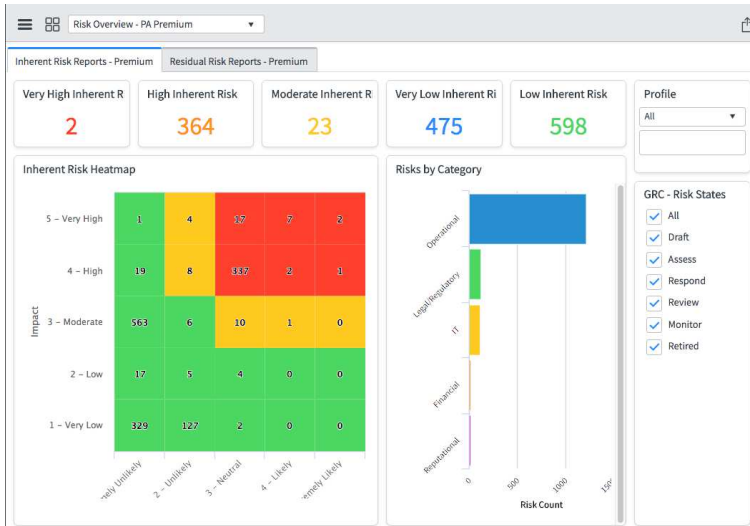 Risk Overview - PA Premium
Inherent Risk Reports - Premium
Residual Risk Reports - Premium
Very High Inherent R
2
High Inherent Risk
364
Moderate Inherent R
23
Very Low Inherent Ri
475
Low Inherent Risk
598
Profile
All
Inherent Risk Heatmap
Impact
5 – Very High
1 4 17 7 2
4 – High
19 8 337 2 1
3 – Moderate
563 6 10 1 0
2 – Low
17 5 4 0 0
1 – Very Low
329 127 2 0 0
mely Unlikely
2 – Unlikely
3 – Neutral
4 – Likely
emely Likely
Risks by Category
Operational
Legal/Regulatory
IT
Financial
Reputational
0 500 1000 150
Risk Count
GRC - Risk States
All
Draft
Assess
Respond
Review
Monitor
Retired